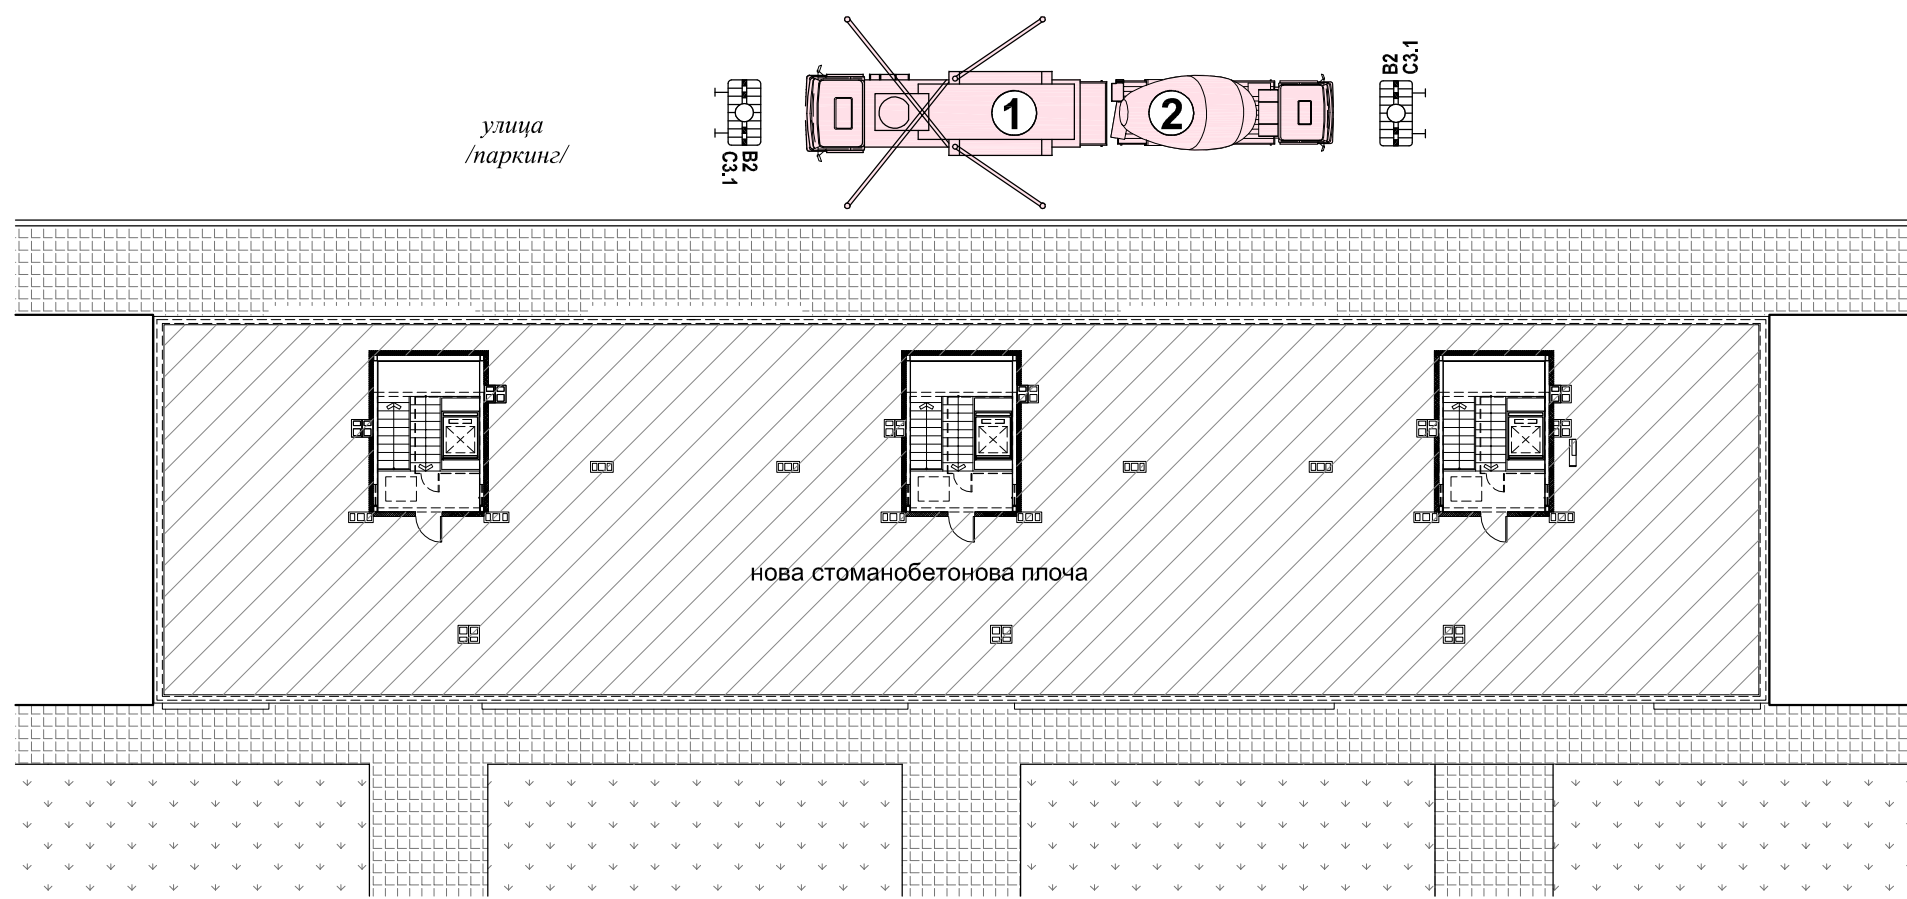 B2
C3.1
1
2
улица
/паркинг/
B2
C3.1
нова стоманобетонова плоча